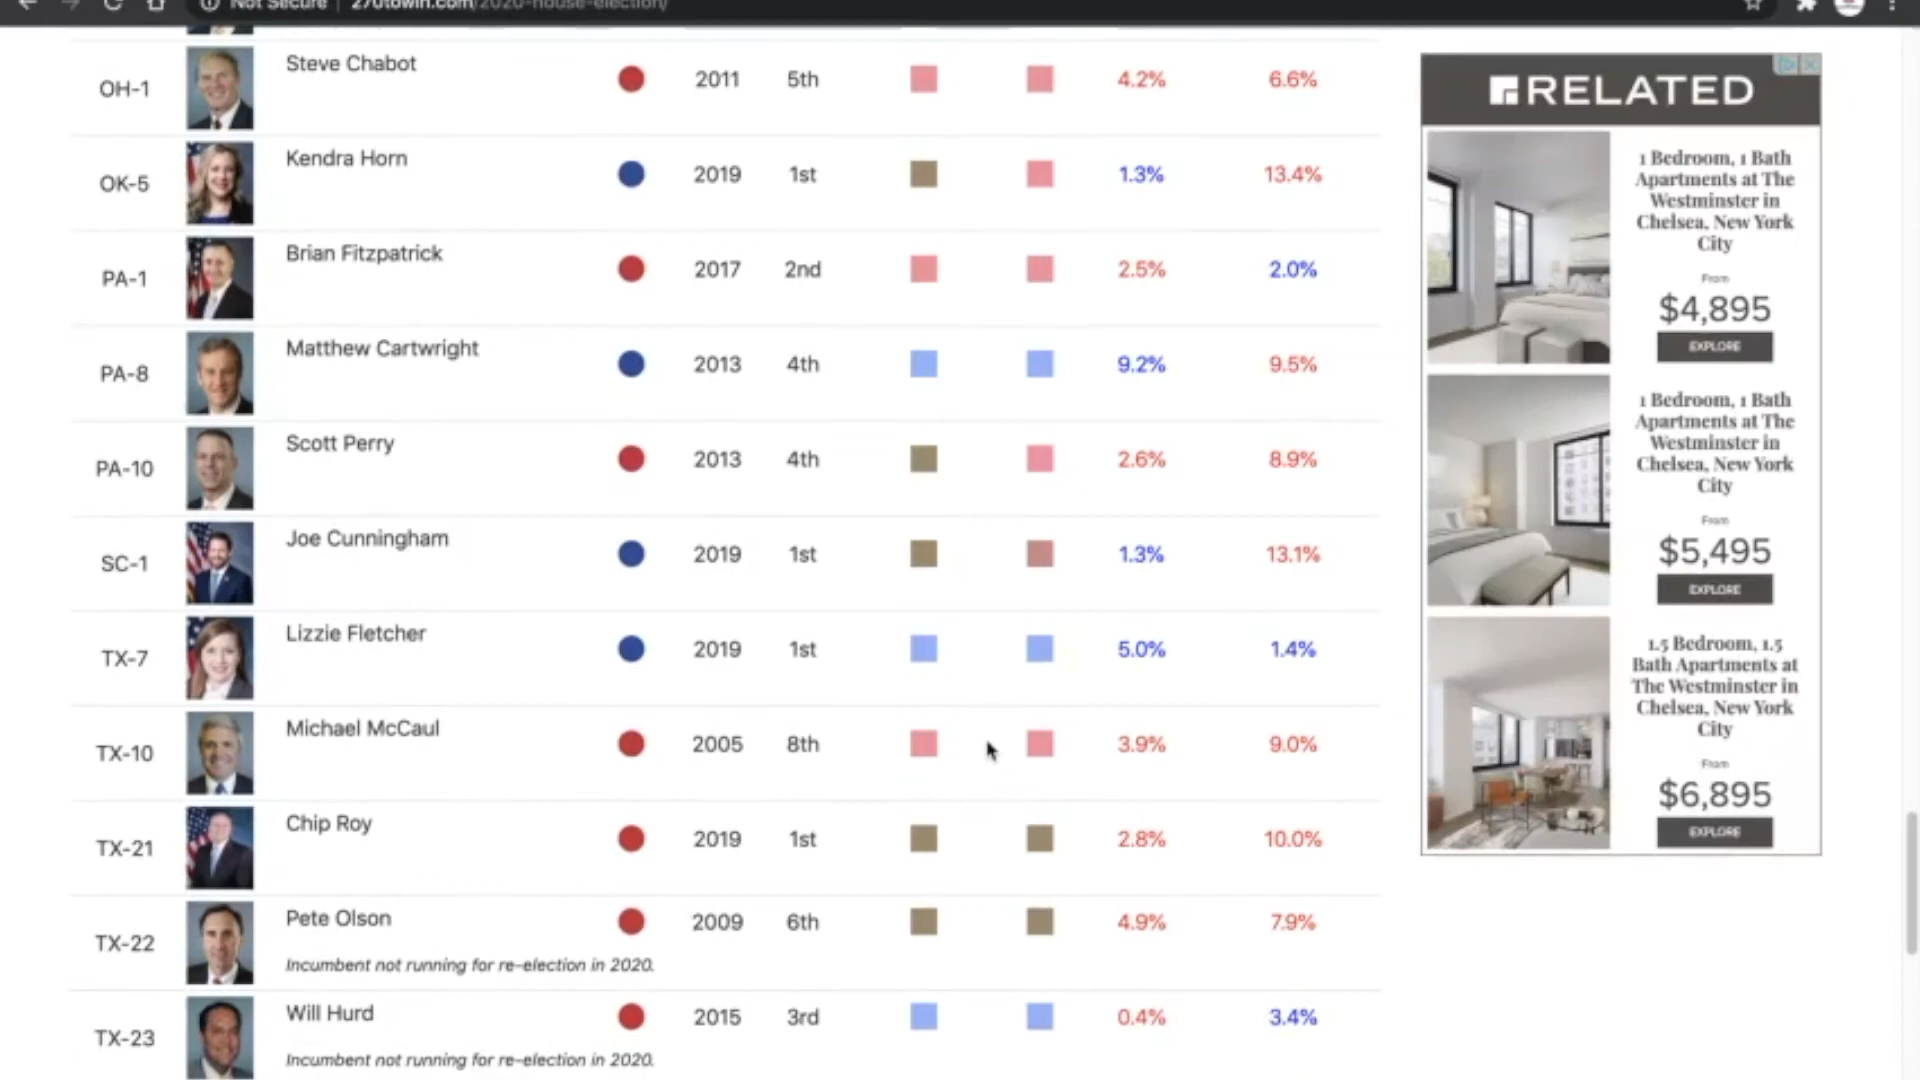 Not Secure | 270towin.com/2020-house-election/
OH-1 Steve Chabot 2011 5th 4.2% 6.6%
OK-5 Kendra Horn 2019 1st 1.3% 13.4%
PA-1 Brian Fitzpatrick 2017 2nd 2.5% 2.0%
PA-8 Matthew Cartwright 2013 4th 9.2% 9.5%
PA-10 Scott Perry 2013 4th 2.6% 8.9%
SC-1 Joe Cunningham 2019 1st 1.3% 13.1%
TX-7 Lizzie Fletcher 2019 1st 5.0% 1.4%
TX-10 Michael McCaul 2005 8th 3.9% 9.0%
TX-21 Chip Roy 2019 1st 2.8% 10.0%
TX-22 Pete Olson 2009 6th 4.9% 7.9%
Incumbent not running for re-election in 2020.
TX-23 Will Hurd 2015 3rd 0.4% 3.4%
Incumbent not running for re-election in 2020.
RELATED
1 Bedroom, 1 Bath
Apartments at The
Westminster in
Chelsea, New York
City
From
$4,895
EXPLORE
1 Bedroom, 1 Bath
Apartments at The
Westminster in
Chelsea, New York
City
From
$5,495
EXPLORE
1.5 Bedroom, 1.5
Bath Apartments at
The Westminster in
Chelsea, New York
City
From
$6,895
EXPLORE